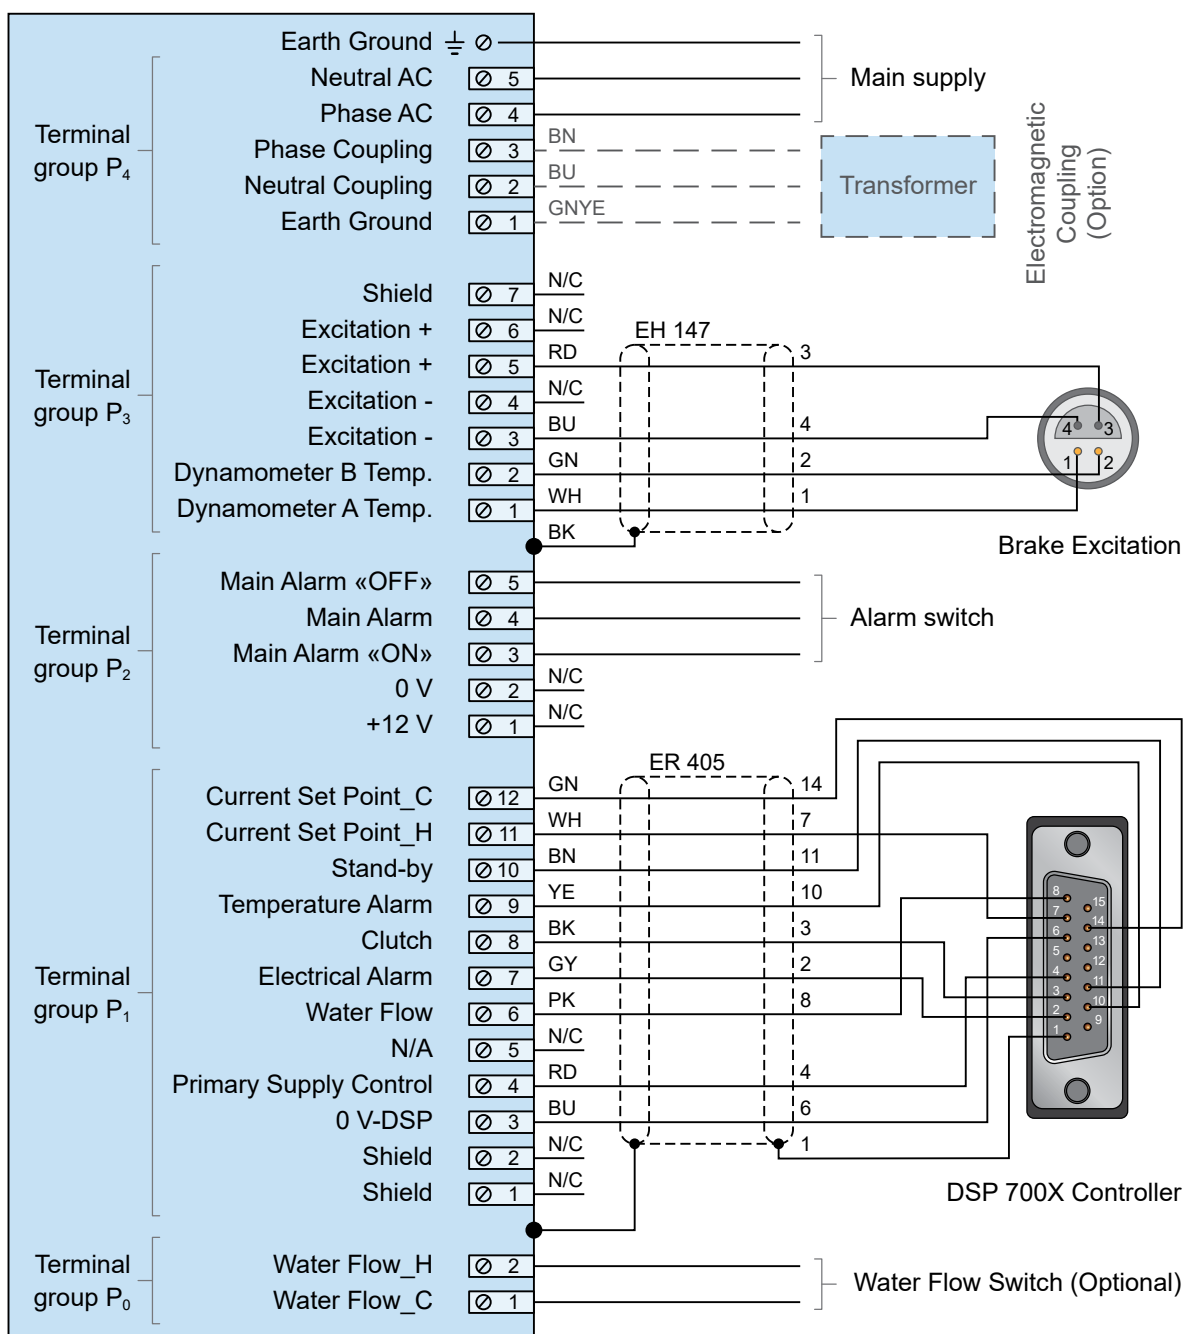 Earth Ground
Neutral AC 5
Phase AC 4
Phase Coupling 3 BN
Neutral Coupling 2 BU
Earth Ground 1 GNYE
Terminal
group P4
Main supply
Transformer
Electromagnetic
Coupling
(Option)
Shield 7 N/C
Excitation + 6 N/C
Excitation + 5 RD 3
Excitation - 4 N/C
Excitation - 3 BU 4
Dynamometer B Temp. 2 GN 2
Dynamometer A Temp. 1 WH 1
BK
EH 147
Terminal
group P3
4 3
1 2
Brake Excitation
Main Alarm «OFF» 5
Main Alarm 4
Main Alarm «ON» 3
0 V 2 N/C
+12 V 1 N/C
Terminal
group P2
Alarm switch
ER 405
Current Set Point_C 12 GN 14
Current Set Point_H 11 WH 7
Stand-by 10 BN 11
Temperature Alarm 9 YE 10
Clutch 8 BK 3
Electrical Alarm 7 GY 2
Water Flow 6 PK 8
N/A 5 N/C
Primary Supply Control 4 RD 4
0 V-DSP 3 BU 6
Shield 2 N/C 1
Shield 1 N/C
Terminal
group P1
8 15
7 14
6 13
5 12
4 11
3 10
2 9
1
DSP 700X Controller
Water Flow_H 2
Water Flow_C 1
Terminal
group P0
Water Flow Switch (Optional)